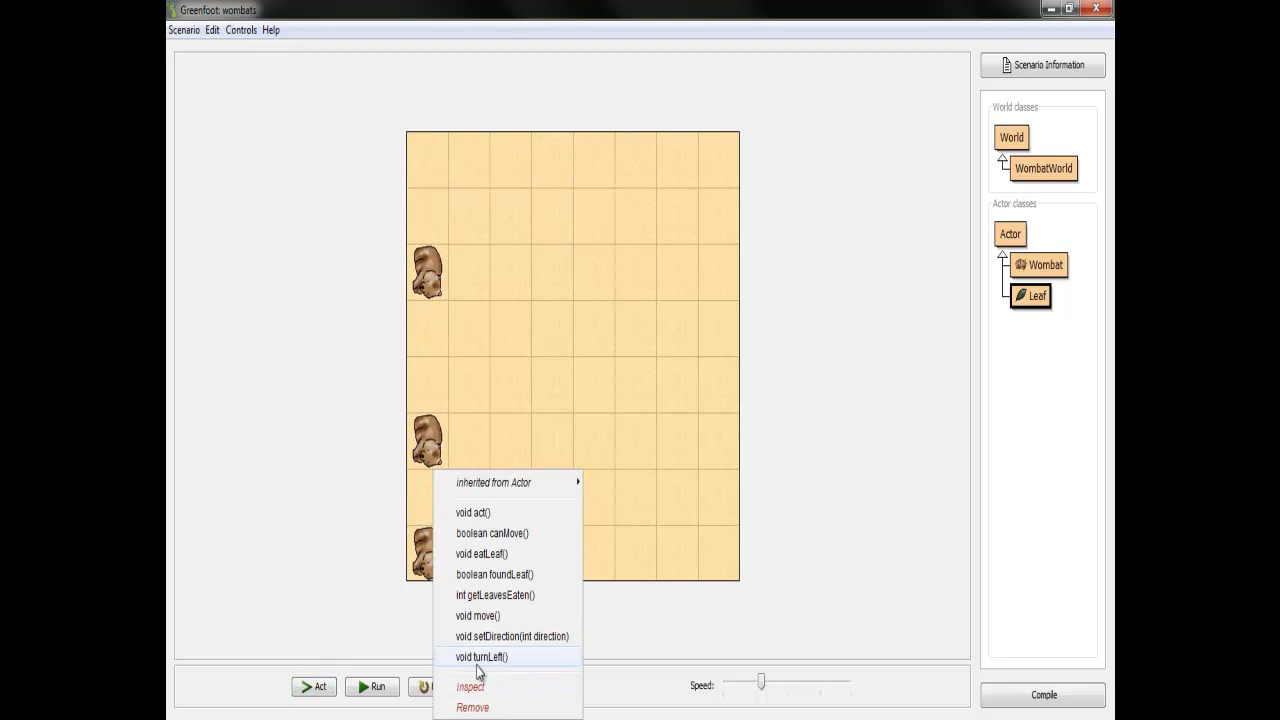 Greenfoot: wombats
Scenario Edit Controls Help
Scenario Information
World classes
World
WombatWorld
Actor classes
Actor
Wombat
Leaf
inherited from Actor
void act()
boolean canMove()
void eatLeaf()
boolean foundLeaf()
int getLeavesEaten()
void move()
void setDirection(int direction)
void turnLeft()
Inspect
Remove
Act
Run
Speed:
Compile